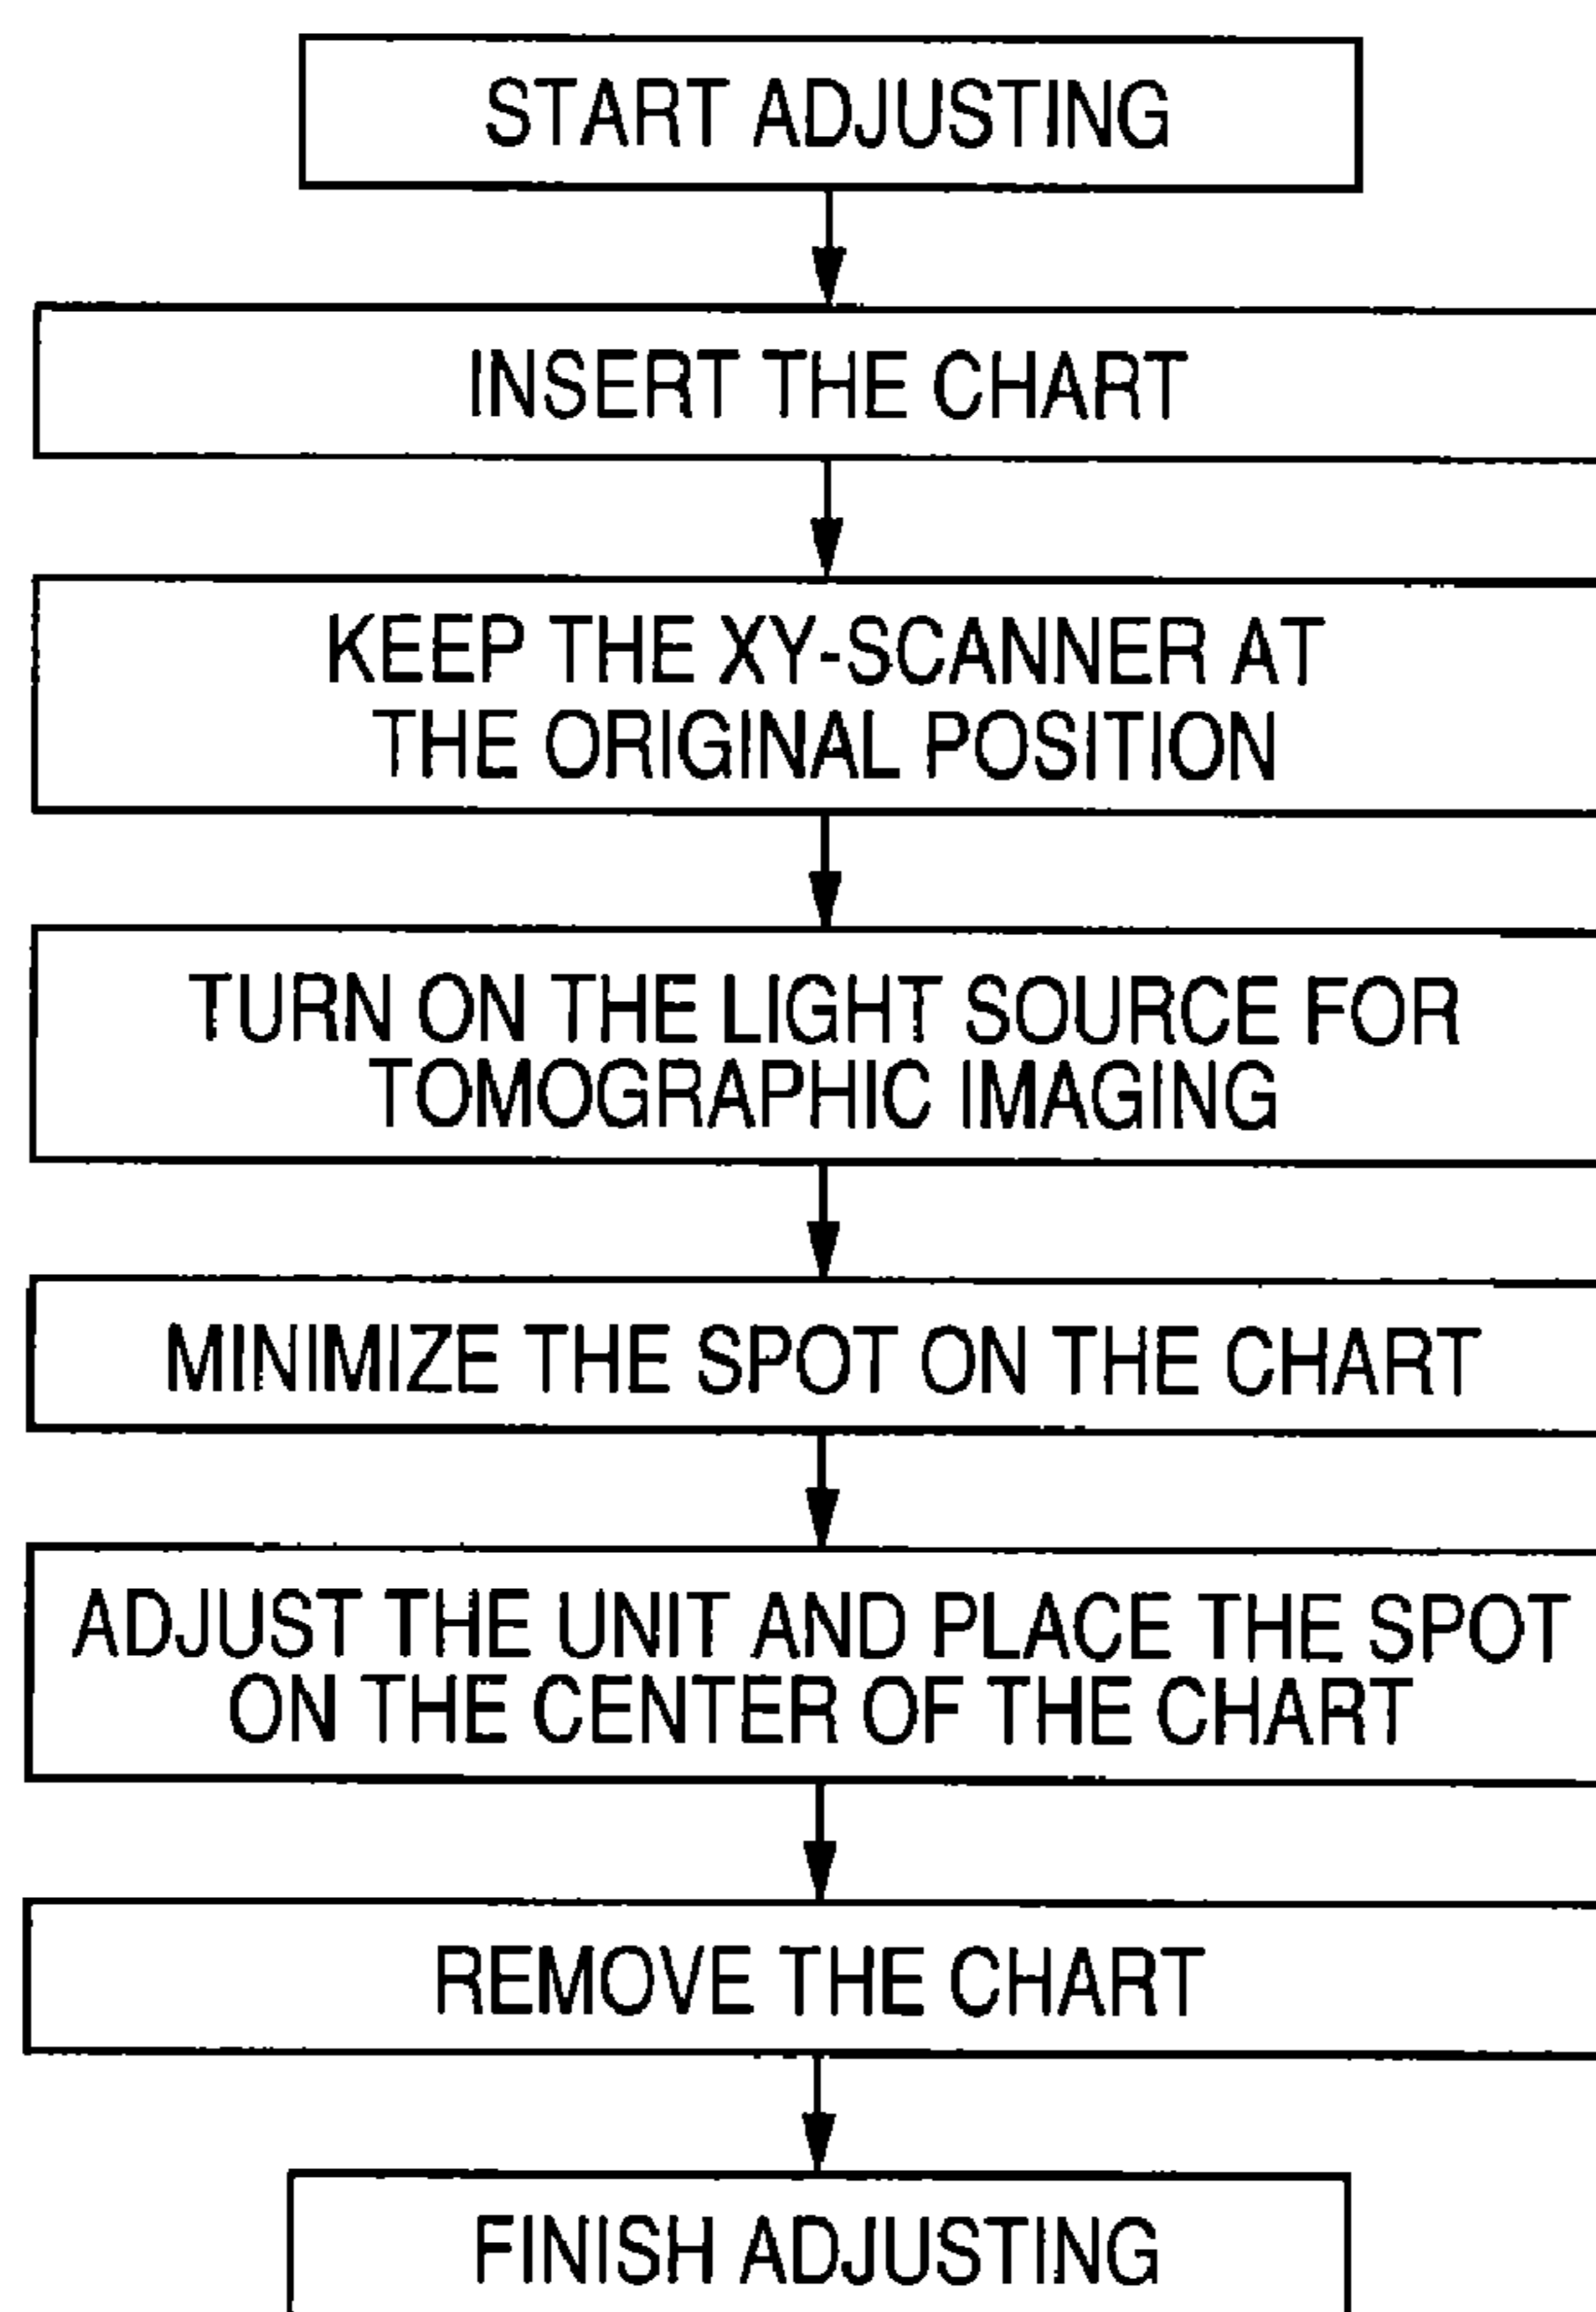 START ADJUSTING
INSERT THE CHART
KEEP THE XY-SCANNER AT
THE ORIGINAL POSITION
TURN ON THE LIGHT SOURCE FOR
TOMOGRAPHIC IMAGING
MINIMIZE THE SPOT ON THE CHART
ADJUST THE UNIT AND PLACE THE SPOT
ON THE CENTER OF THE CHART
REMOVE THE CHART
FINISH ADJUSTING